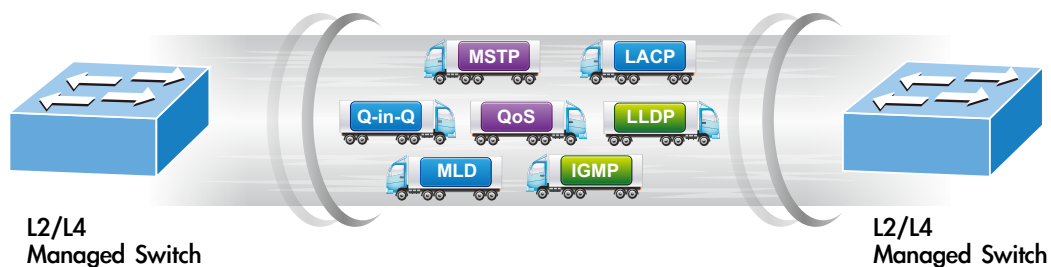 MSTP
LACP
Q-in-Q
QoS
LLDP
MLD
IGMP
L2/L4
Managed Switch
L2/L4
Managed Switch